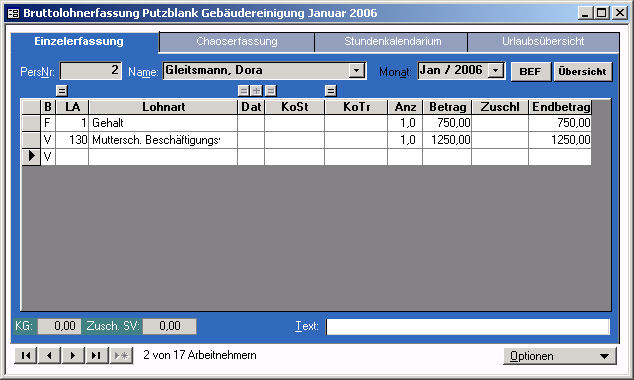 Bruttolohnerfassung Putzblank Gebäudereinigung Januar 2006
Einzelerfassung Chaoserfassung Stundenkalendarium Urlaubsübersicht
PersNr. 2 Name: Gleitsmann, Dora Monat: Jan / 2006 BEF Übersicht
= = + = =
B LA Lohnart Dat KoSt KoTr Anz Betrag Zuschl Endbetrag
F 1 Gehalt 1,0 750,00 750,00
V 130 Muttersch. Beschäftigungs 1,0 1250,00 1250,00
V
KG: 0,00 Zusch. SV: 0,00 Text:
2 von 17 Arbeitnehmern Optionen